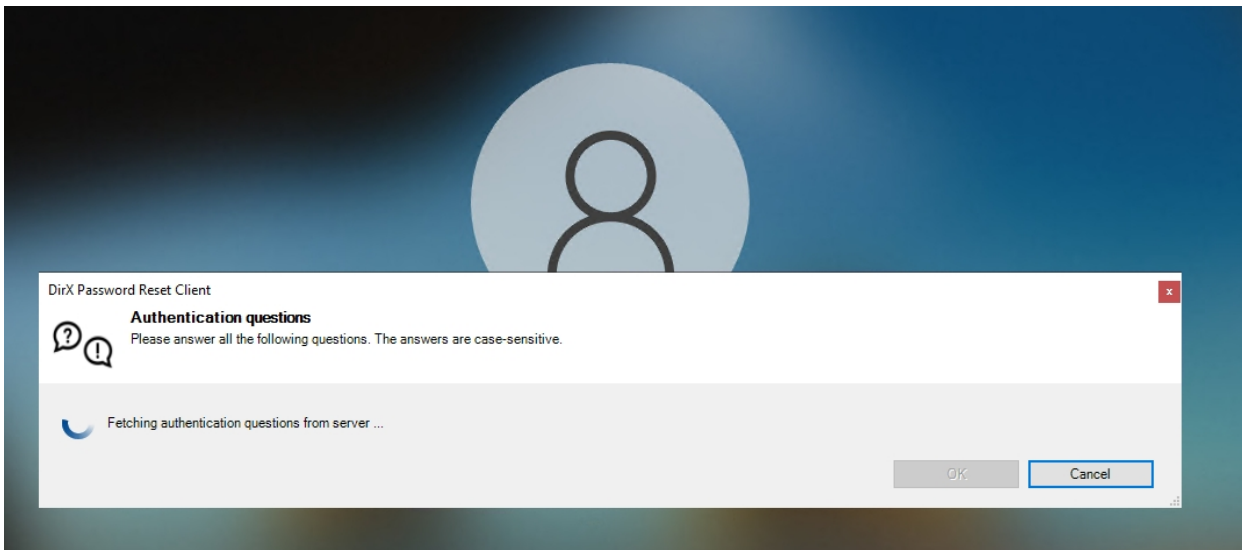 DirX Password Reset Client
x
Authentication questions
Please answer all the following questions. The answers are case-sensitive.
Fetching authentication questions from server ...
OK
Cancel